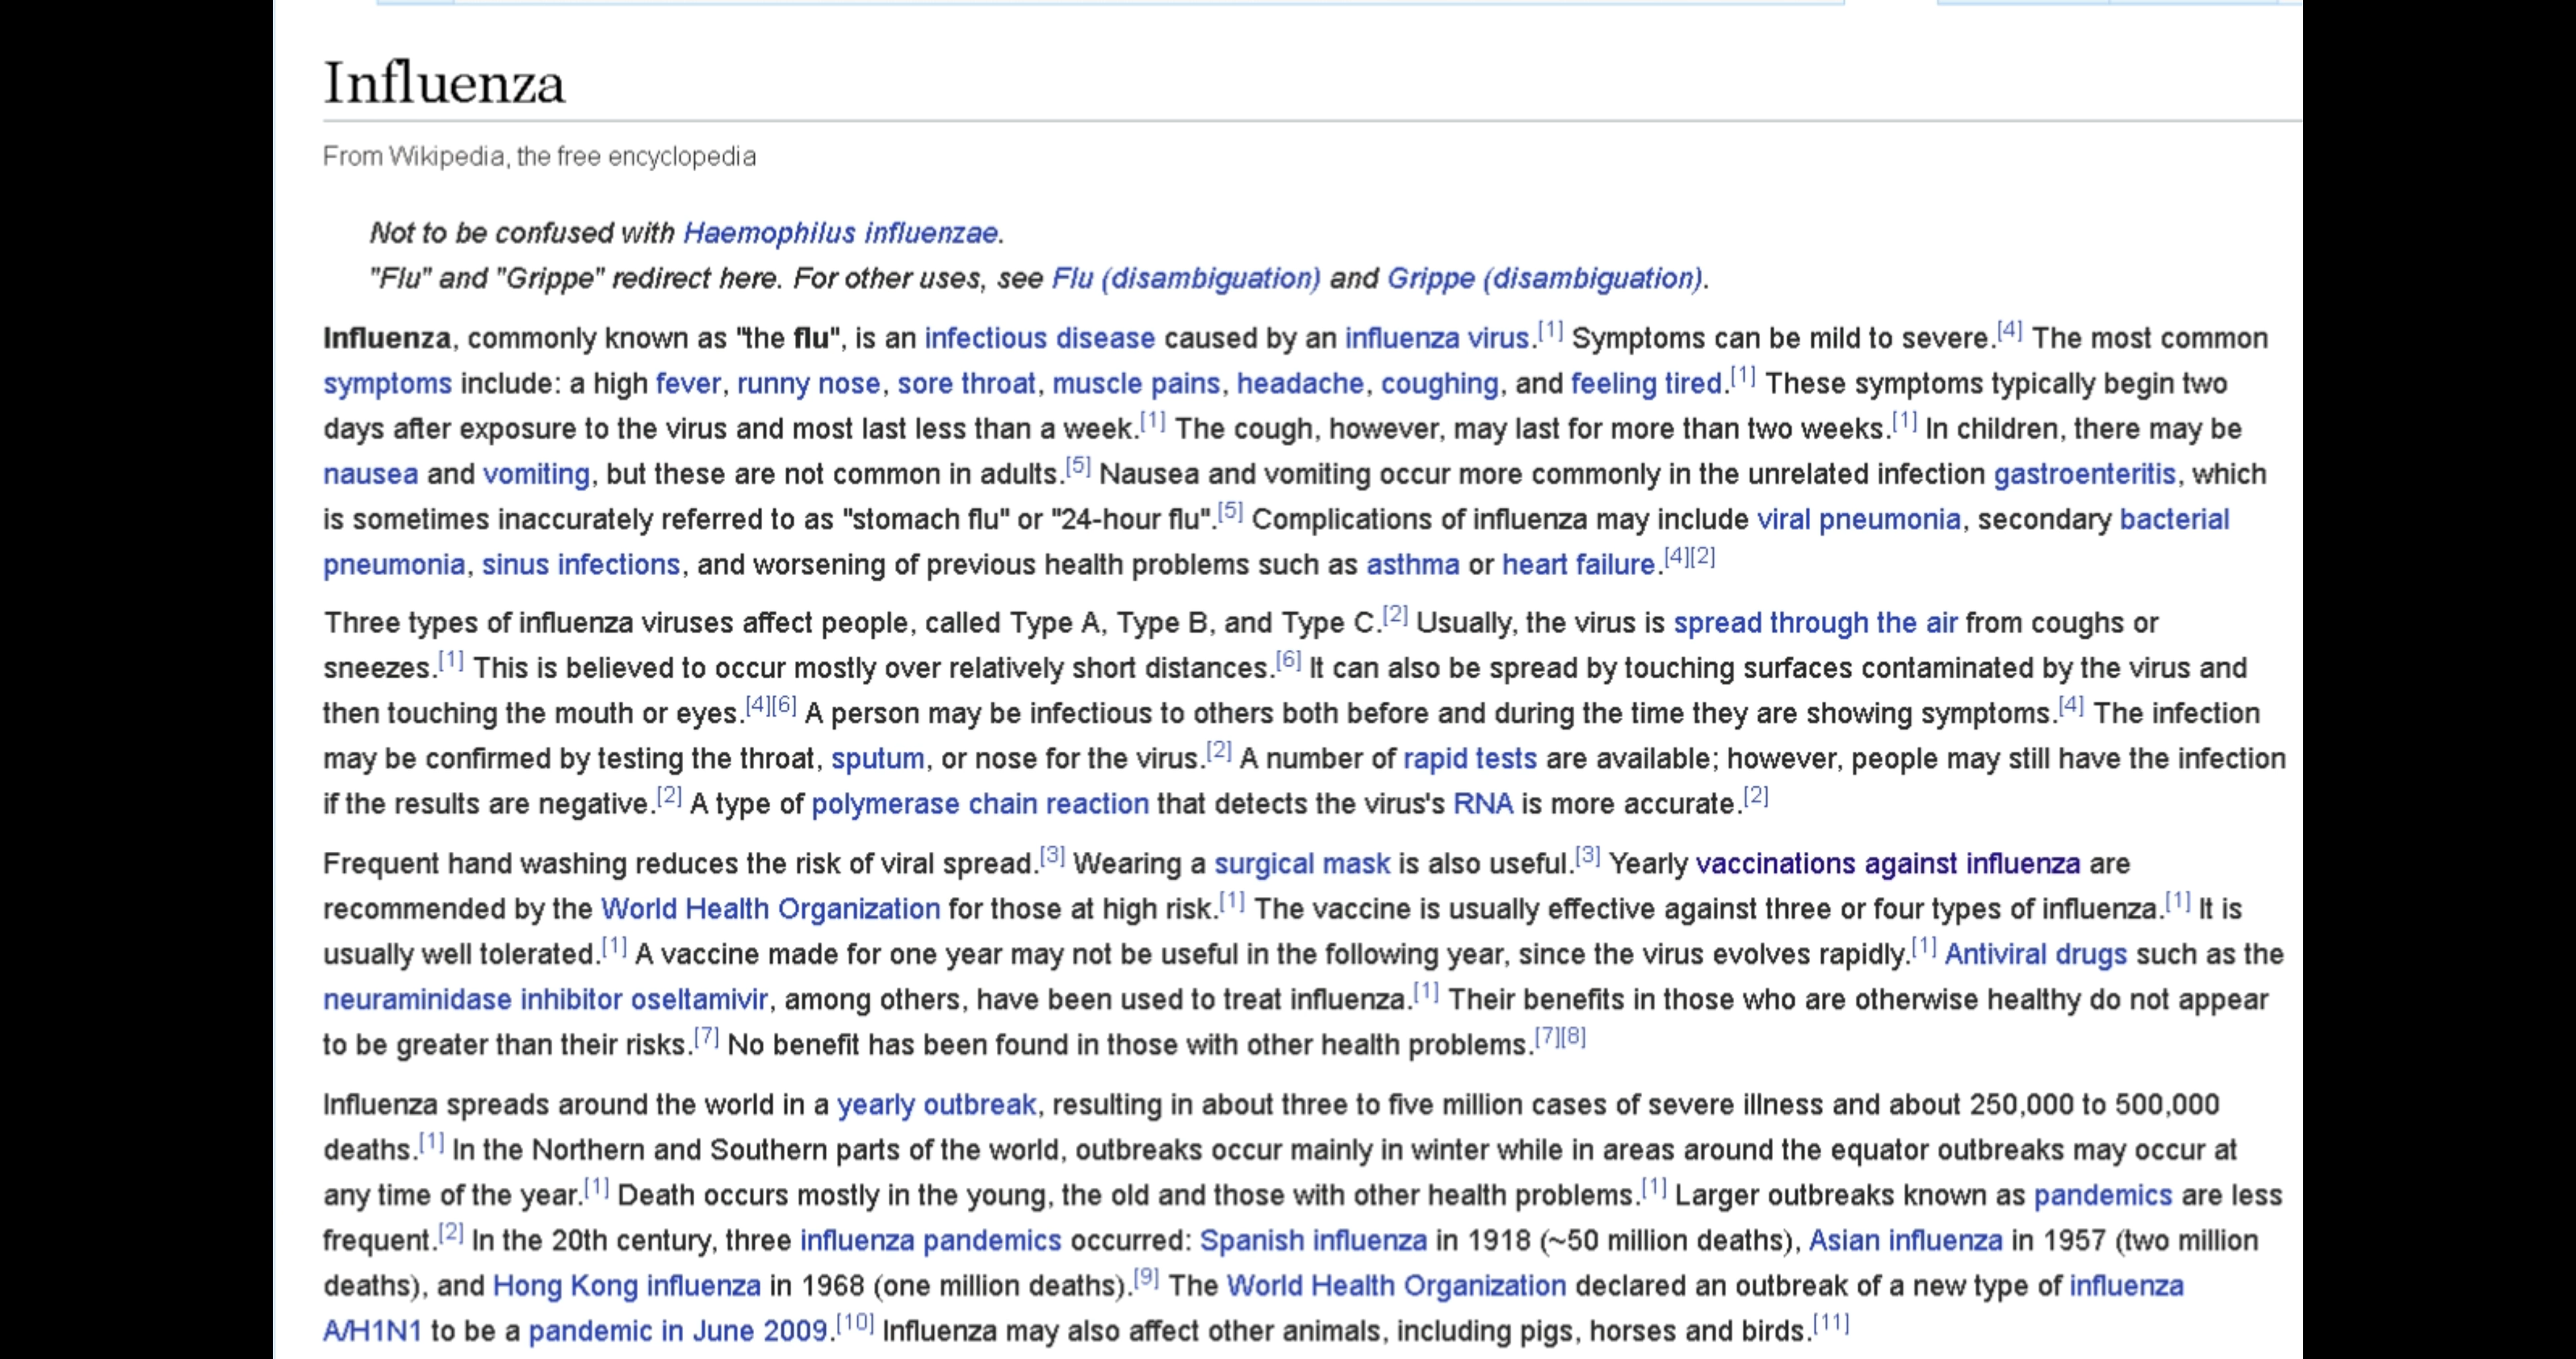 Influenza
From Wikipedia, the free encyclopedia
Not to be confused with Haemophilus influenzae.
"Flu" and "Grippe" redirect here. For other uses, see Flu (disambiguation) and Grippe (disambiguation).
Influenza, commonly known as "the flu", is an infectious disease caused by an influenza virus.[1] Symptoms can be mild to severe.[4] The most common
symptoms include: a high fever, runny nose, sore throat, muscle pains, headache, coughing, and feeling tired.[1] These symptoms typically begin two
days after exposure to the virus and most last less than a week.[1] The cough, however, may last for more than two weeks.[1] In children, there may be
nausea and vomiting, but these are not common in adults.[5] Nausea and vomiting occur more commonly in the unrelated infection gastroenteritis, which
is sometimes inaccurately referred to as "stomach flu" or "24-hour flu".[5] Complications of influenza may include viral pneumonia, secondary bacterial
pneumonia, sinus infections, and worsening of previous health problems such as asthma or heart failure.[4][2]
Three types of influenza viruses affect people, called Type A, Type B, and Type C.[2] Usually, the virus is spread through the air from coughs or
sneezes.[1] This is believed to occur mostly over relatively short distances.[6] It can also be spread by touching surfaces contaminated by the virus and
then touching the mouth or eyes.[4][6] A person may be infectious to others both before and during the time they are showing symptoms.[4] The infection
may be confirmed by testing the throat, sputum, or nose for the virus.[2] A number of rapid tests are available; however, people may still have the infection
if the results are negative.[2] A type of polymerase chain reaction that detects the virus's RNA is more accurate.[2]
Frequent hand washing reduces the risk of viral spread.[3] Wearing a surgical mask is also useful.[3] Yearly vaccinations against influenza are
recommended by the World Health Organization for those at high risk.[1] The vaccine is usually effective against three or four types of influenza.[1] It is
usually well tolerated.[1] A vaccine made for one year may not be useful in the following year, since the virus evolves rapidly.[1] Antiviral drugs such as the
neuraminidase inhibitor oseltamivir, among others, have been used to treat influenza.[1] Their benefits in those who are otherwise healthy do not appear
to be greater than their risks.[7] No benefit has been found in those with other health problems.[7][8]
Influenza spreads around the world in a yearly outbreak, resulting in about three to five million cases of severe illness and about 250,000 to 500,000
deaths.[1] In the Northern and Southern parts of the world, outbreaks occur mainly in winter while in areas around the equator outbreaks may occur at
any time of the year.[1] Death occurs mostly in the young, the old and those with other health problems.[1] Larger outbreaks known as pandemics are less
frequent.[2] In the 20th century, three influenza pandemics occurred: Spanish influenza in 1918 (~50 million deaths), Asian influenza in 1957 (two million
deaths), and Hong Kong influenza in 1968 (one million deaths).[9] The World Health Organization declared an outbreak of a new type of influenza
A/H1N1 to be a pandemic in June 2009.[10] Influenza may also affect other animals, including pigs, horses and birds.[11]